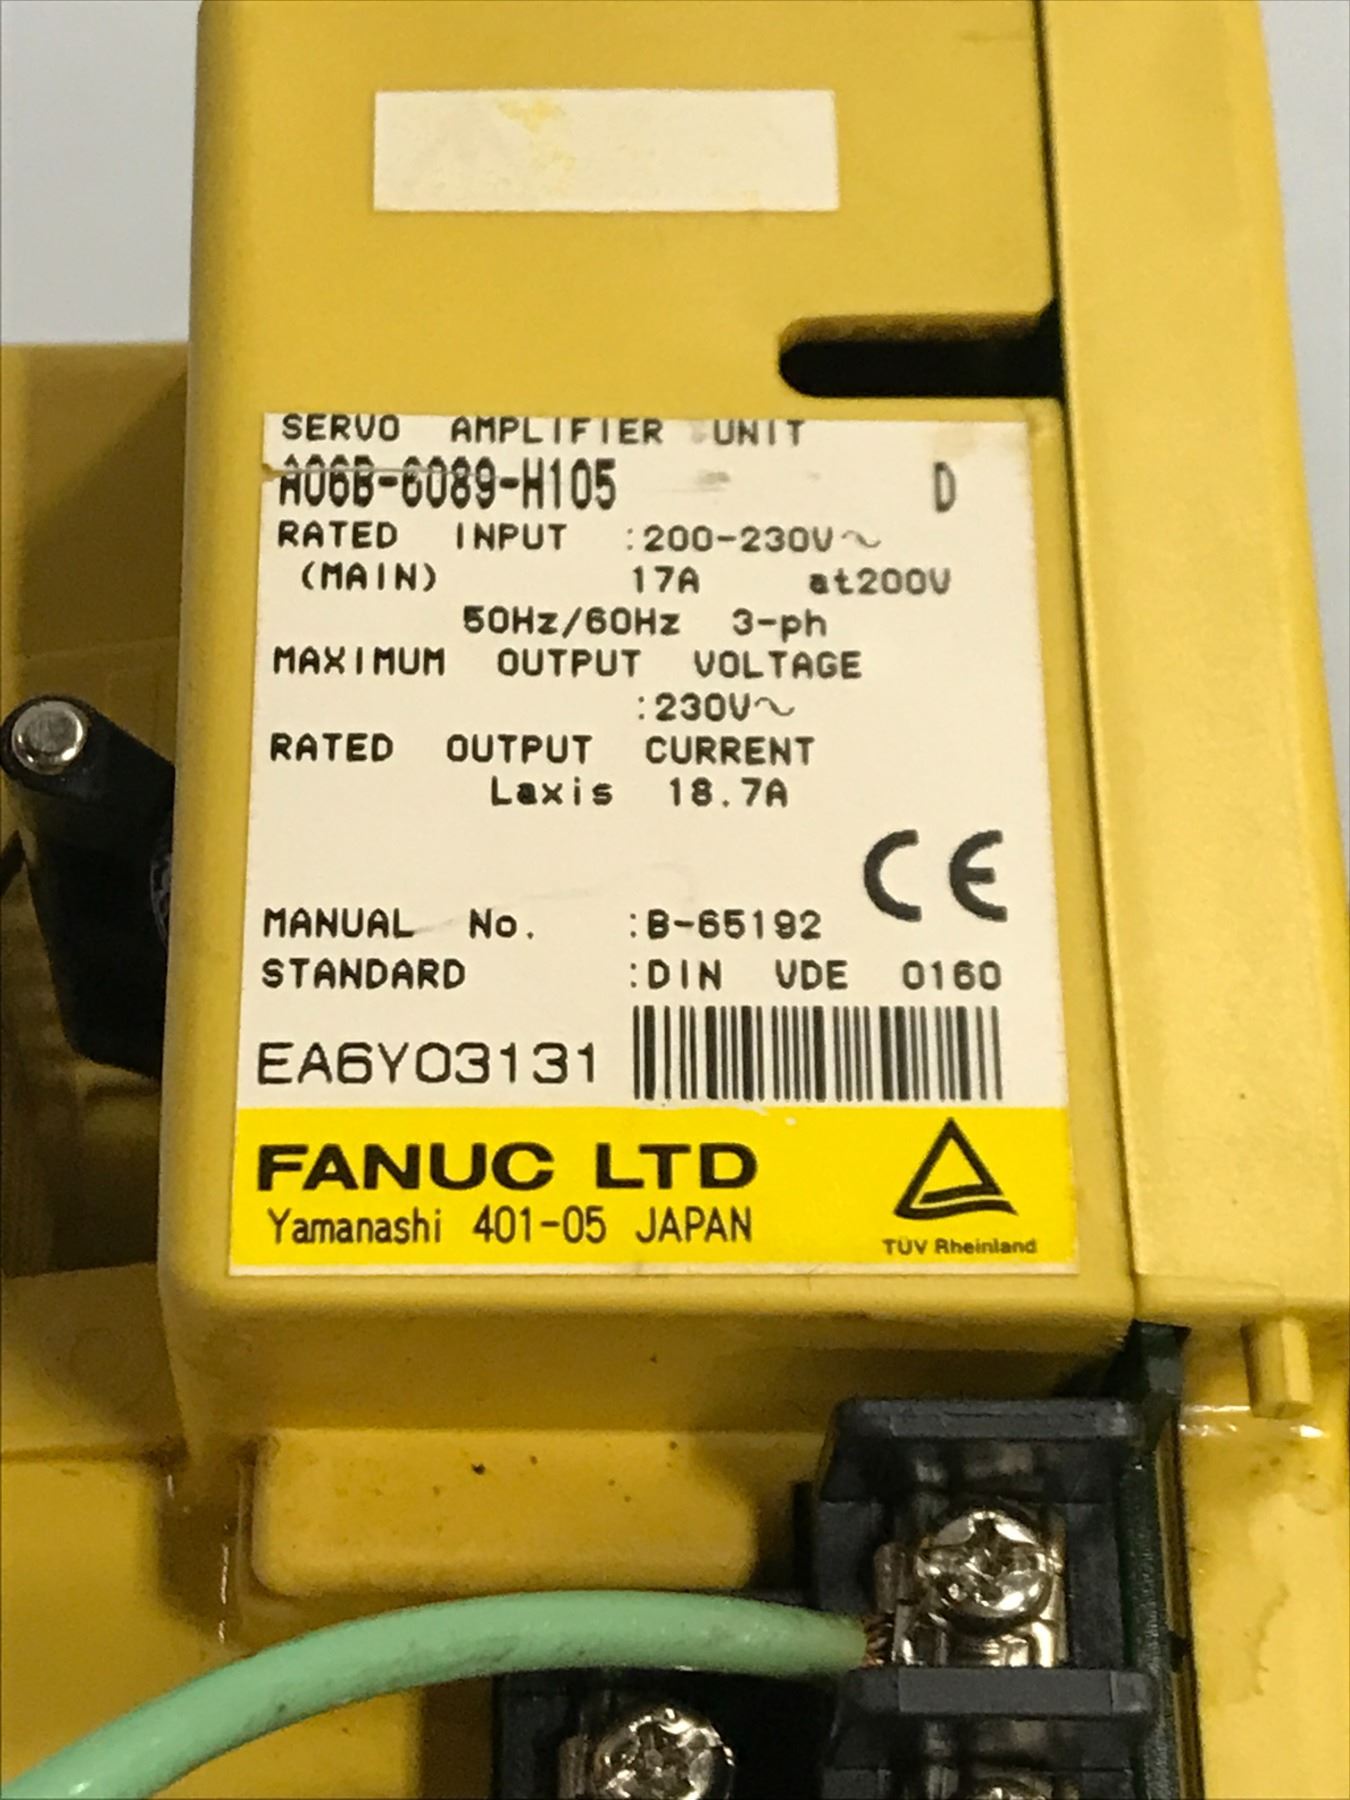 SERVO AMPLIFIER UNIT
A06B-6089-H105 D
RATED INPUT :200-230V~
(MAIN) 17A at200V
50Hz/60Hz 3-ph
MAXIMUM OUTPUT VOLTAGE
:230V~
RATED OUTPUT CURRENT
Laxis 18.7A
CE
MANUAL No. :B-65192
STANDARD :DIN VDE 0160
EA6Y03131
FANUC LTD
Yamanashi 401-05 JAPAN
TÜV Rheinland